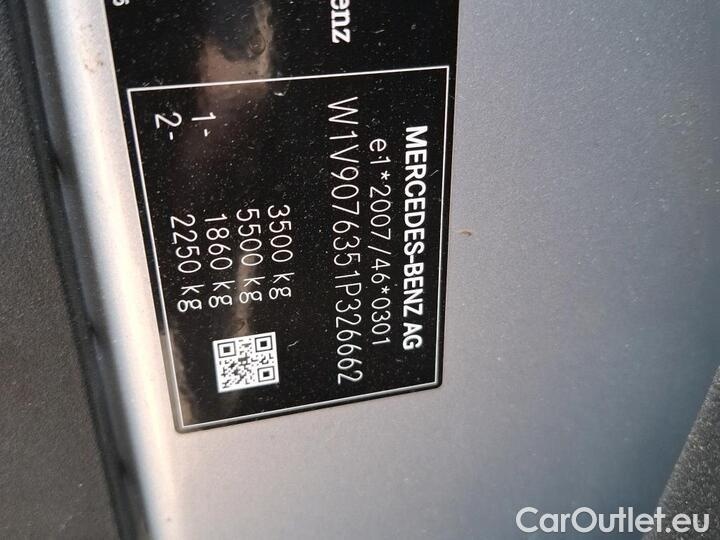 enz
MERCEDES-BENZ AG
e1*2007/46*0301
W1V9076351P326662
3500 kg
5500 kg
1- 1860 kg
2- 2250 kg
CarOutlet.eu